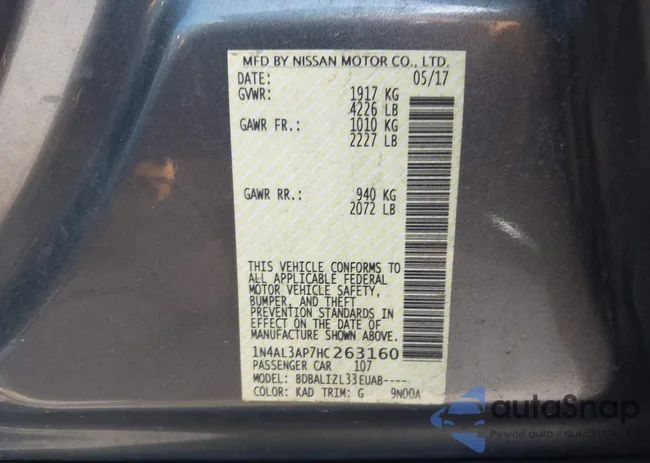 MFD BY NISSAN MOTOR CO., LTD.
DATE: 05/17
GVWR: 1917 KG
4226 LB
GAWR FR.: 1010 KG
2227 LB
GAWR RR.: 940 KG
2072 LB
THIS VEHICLE CONFORMS TO
ALL APPLICABLE FEDERAL
MOTOR VEHICLE SAFETY,
BUMPER, AND THEFT
PREVENTION STANDARDS IN
EFFECT ON THE DATE OF
MANUFACTURE SHOWN ABOVE.
1N4AL3AP7HC263160
PASSENGER CAR 107
MODEL: BDBALIZL33EUAB----
COLOR: KAD TRIM: G 9N00A
autaSnap